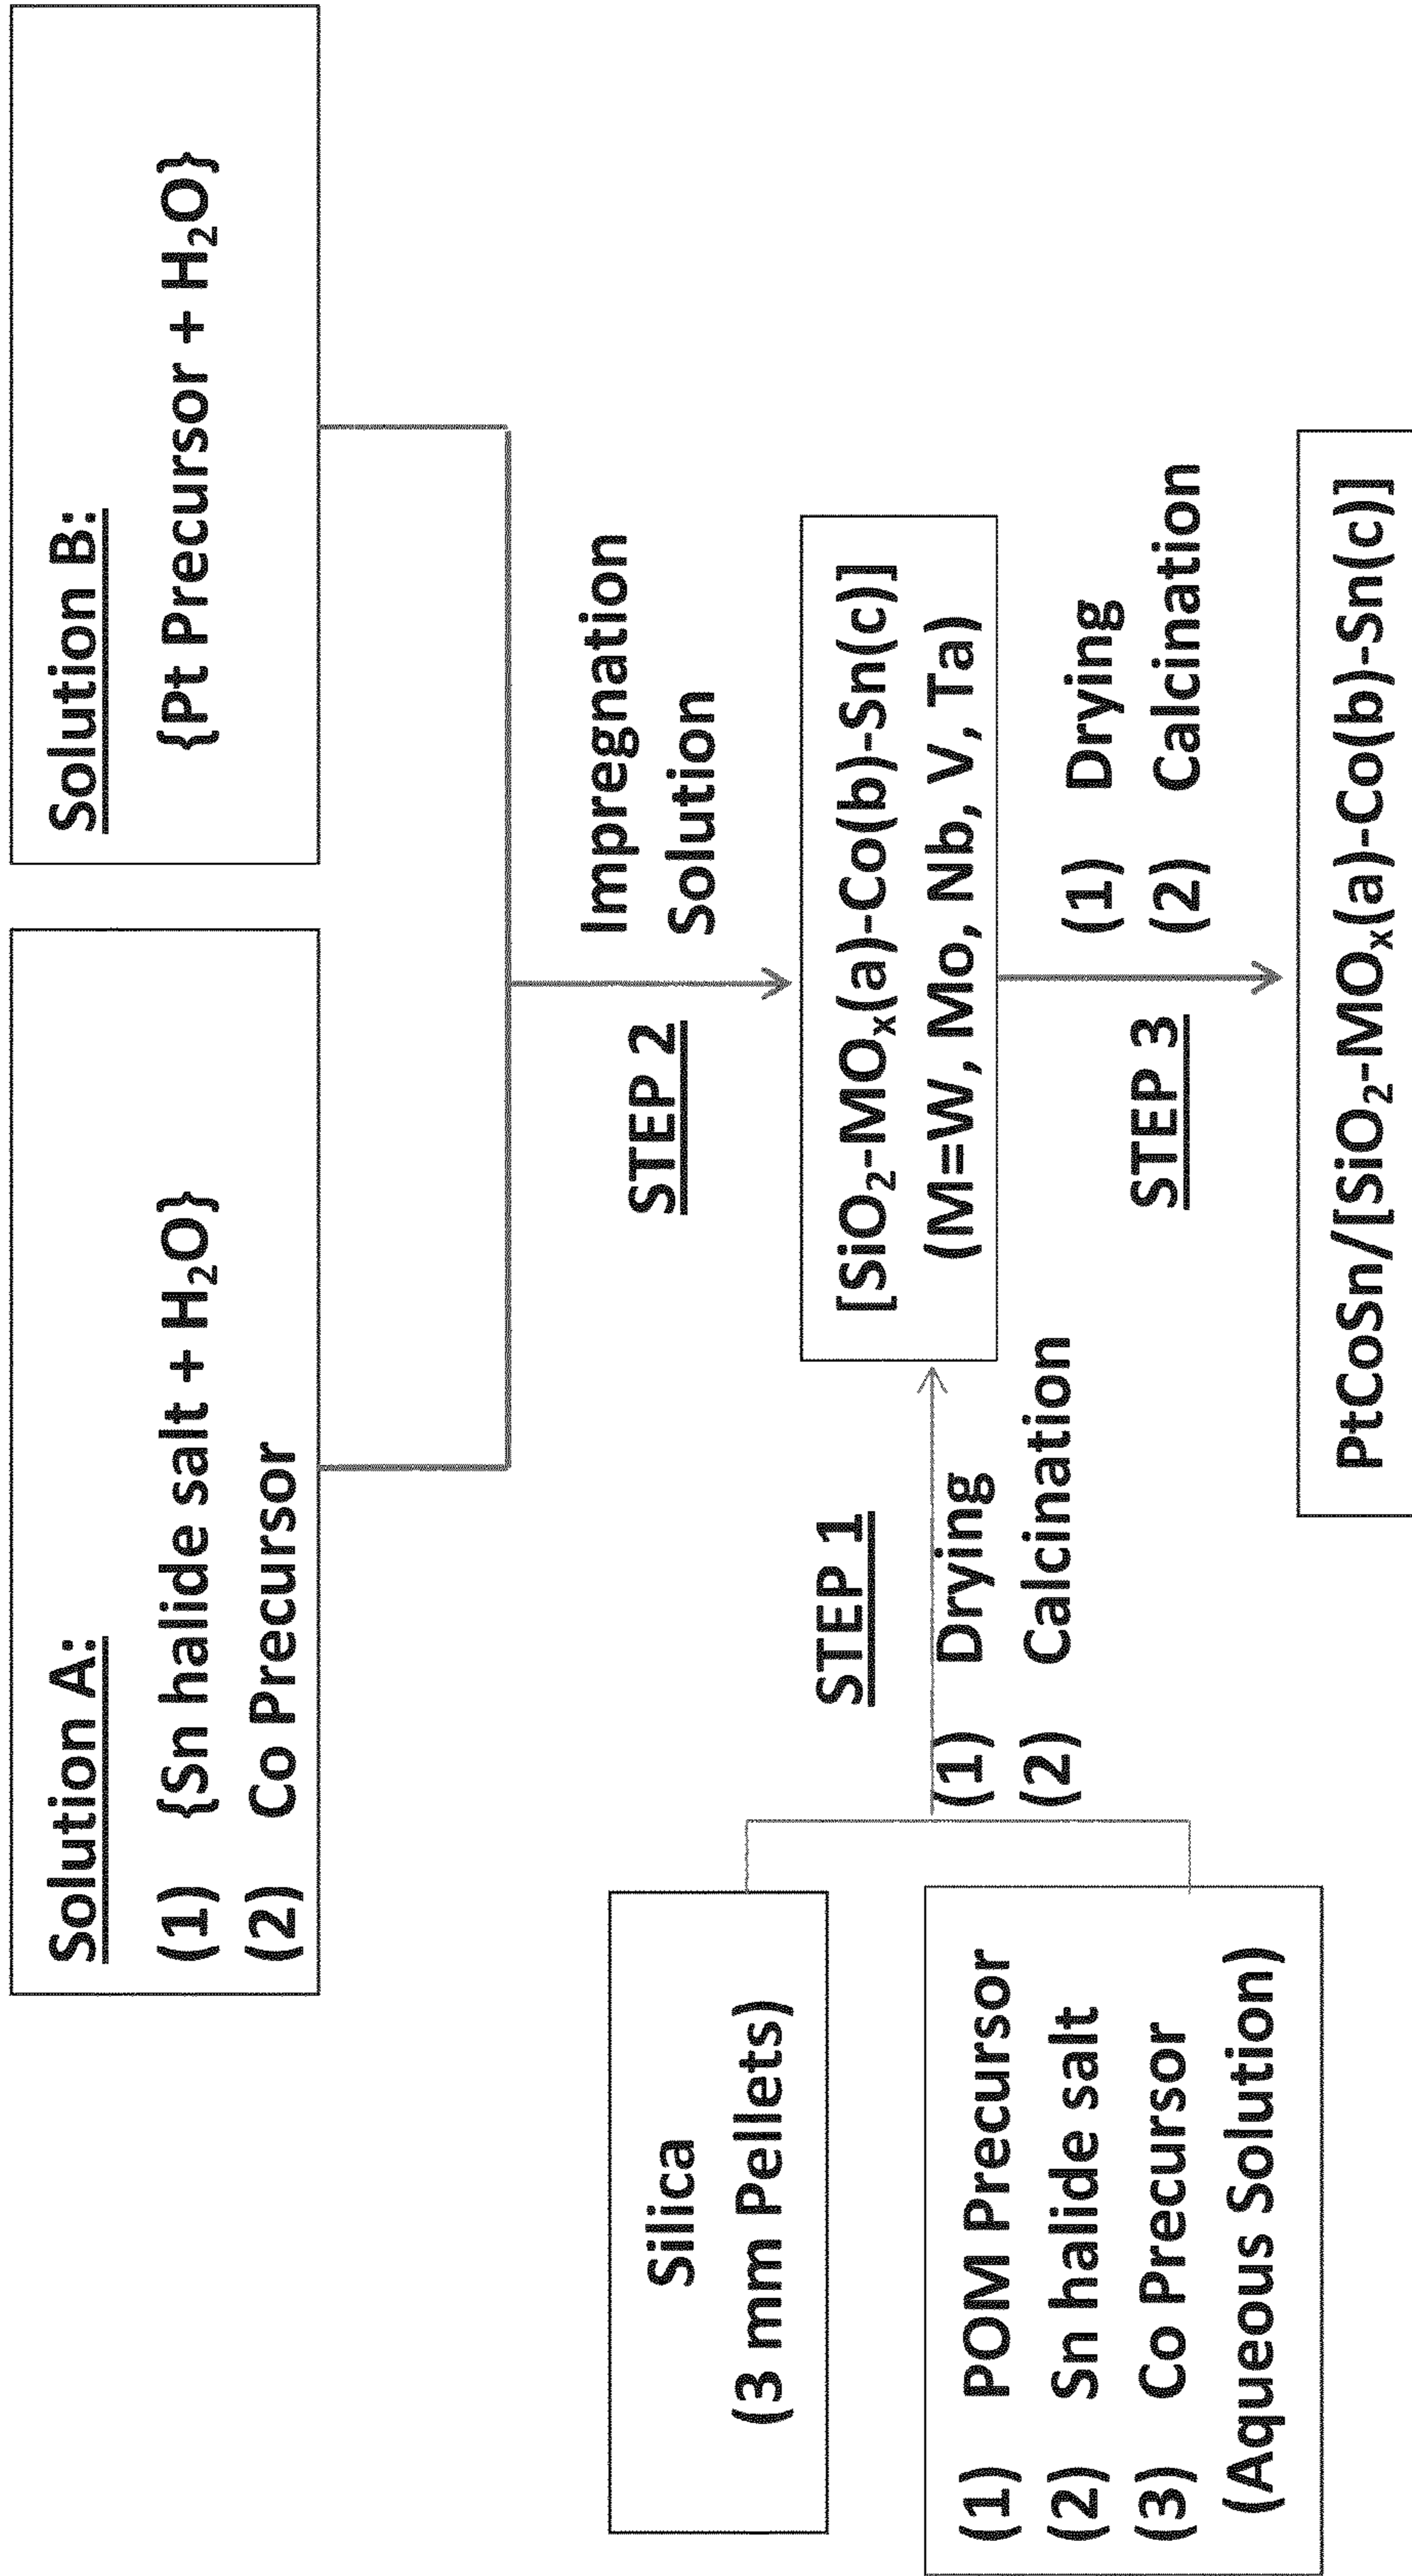 Solution A:
(1) {Sn halide salt + H₂O}
(2) Co Precursor
Solution B:
{Pt Precursor + H₂O}
Silica
(3 mm Pellets)
(1) POM Precursor
(2) Sn halide salt
(3) Co Precursor
(Aqueous Solution)
STEP 1
(1) Drying
(2) Calcination
STEP 2
Impregnation
Solution
[SiO₂-MOₓ(a)-Co(b)-Sn(c)]
(M=W, Mo, Nb, V, Ta)
STEP 3
(1) Drying
(2) Calcination
PtCoSn/[SiO₂-MOₓ(a)-Co(b)-Sn(c)]